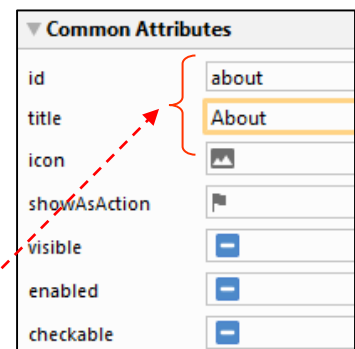 Common Attributes
id about
title About
icon
showAsAction
visible
enabled
checkable